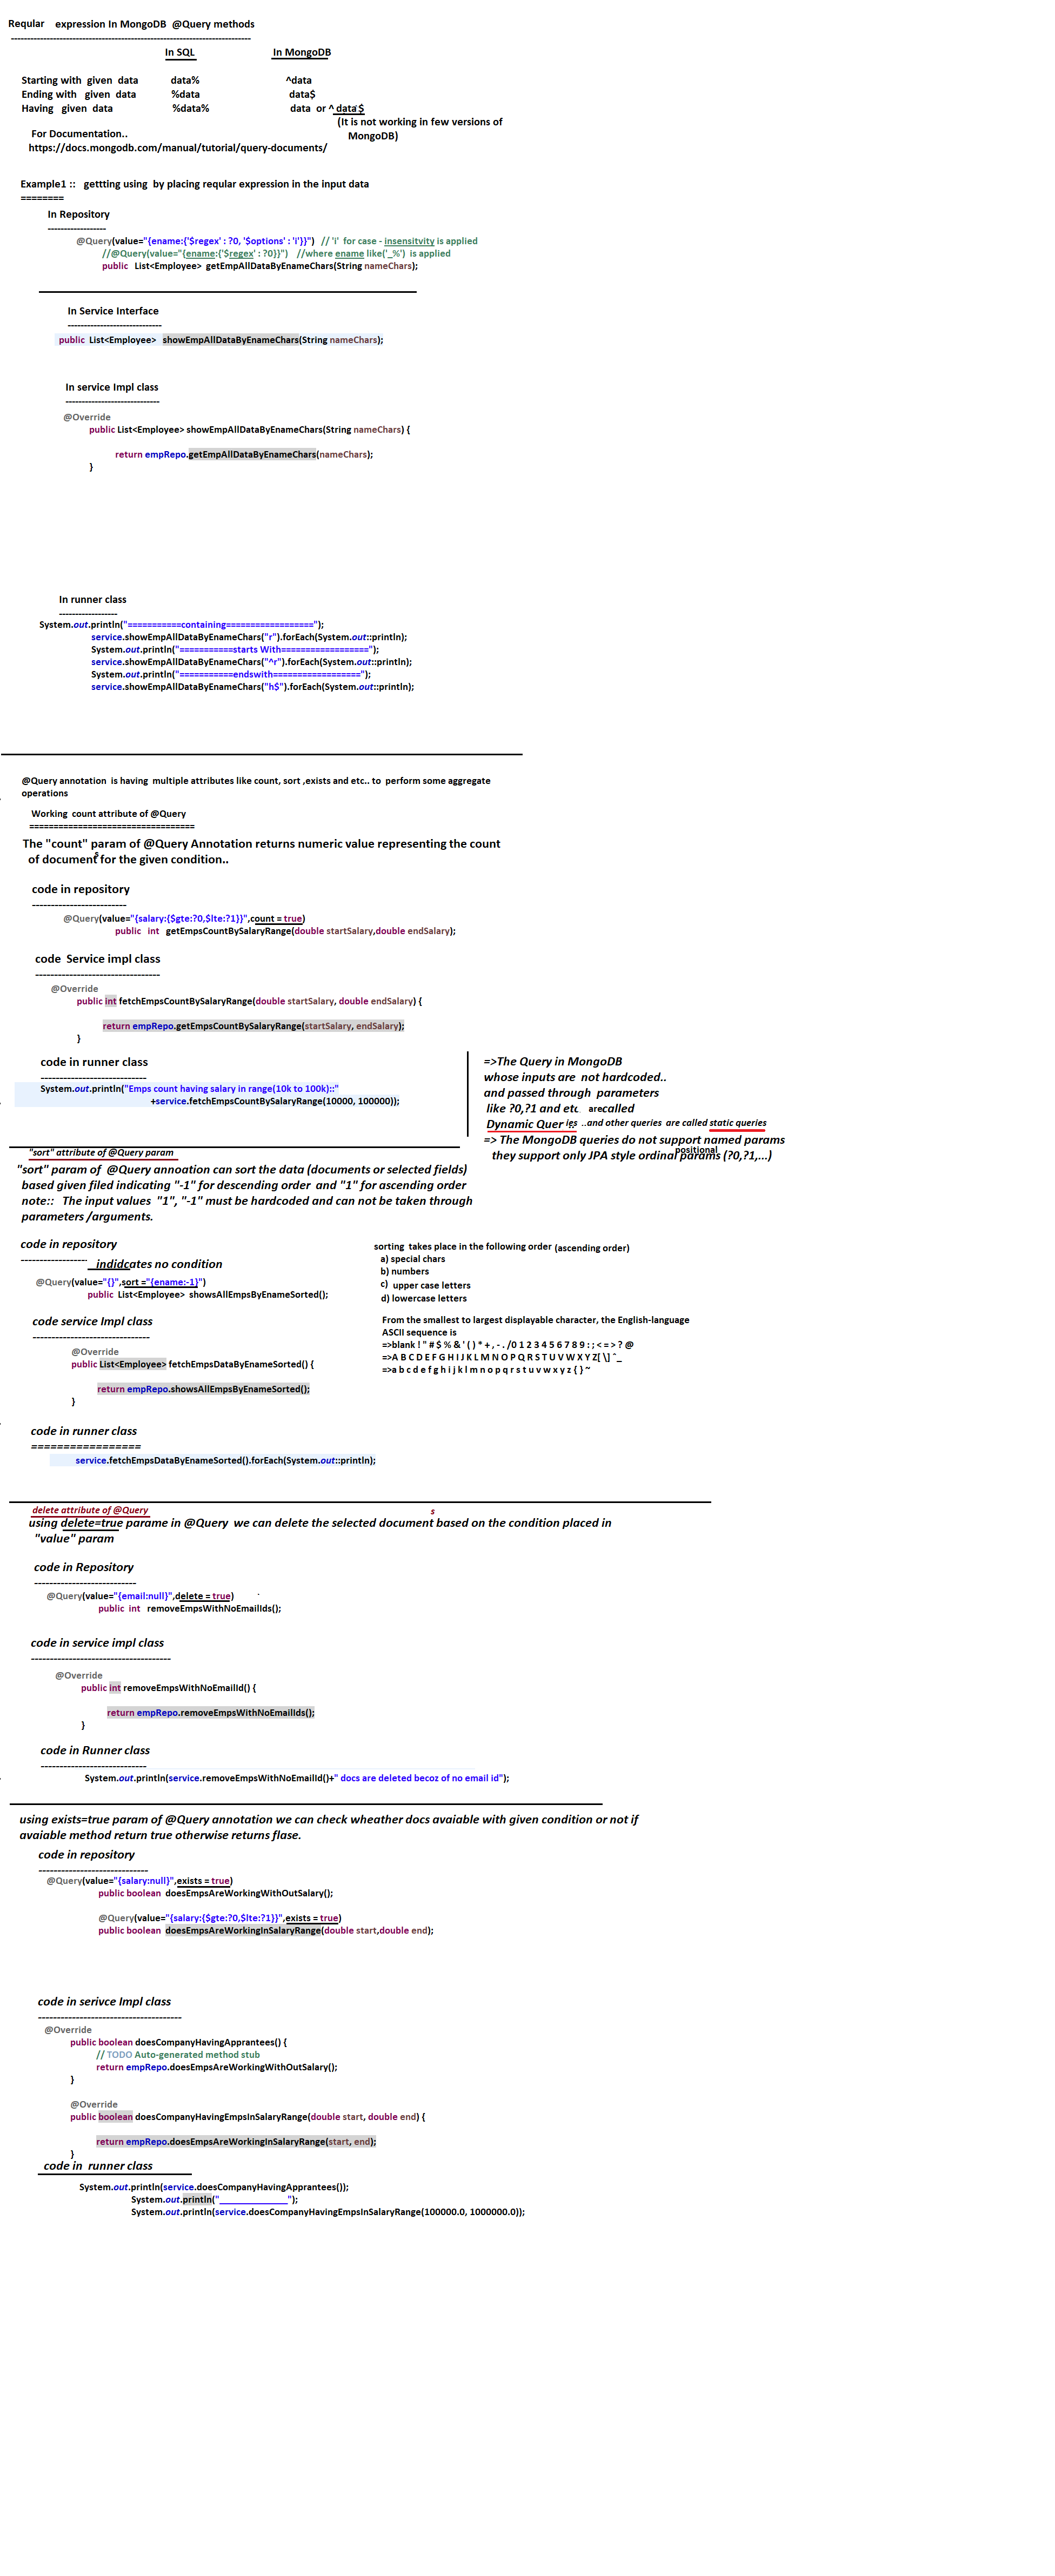 Reqular expression In MongoDB @Query methods
--------------------------------------------------------------------------
In SQL In MongoDB
Starting with given data data% ^data
Ending with given data %data data$
Having given data %data% data or ^ data $
(It is not working in few versions of
MongoDB)
For Documentation..
https://docs.mongodb.com/manual/tutorial/query-documents/
Example1 :: gettting using by placing reqular expression in the input data
========
In Repository
------------------
@Query(value="{ename:{'$regex' : ?0, '$options' : 'i'}}") // 'i' for case - insensitvity is applied
//@Query(value="{ename:{'$regex' : ?0}}") //where ename like('_%') is applied
public List<Employee> getEmpAllDataByEnameChars(String nameChars);
In Service Interface
-----------------------------
public List<Employee> showEmpAllDataByEnameChars(String nameChars);
In service Impl class
-----------------------------
@Override
public List<Employee> showEmpAllDataByEnameChars(String nameChars) {
return empRepo.getEmpAllDataByEnameChars(nameChars);
}
In runner class
------------------
System.out.println("===========containing==================");
service.showEmpAllDataByEnameChars("r").forEach(System.out::println);
System.out.println("===========starts With==================");
service.showEmpAllDataByEnameChars("^r").forEach(System.out::println);
System.out.println("===========endswith==================");
service.showEmpAllDataByEnameChars("h$").forEach(System.out::println);
@Query annotation is having multiple attributes like count, sort ,exists and etc.. to perform some aggregate
operations
Working count attribute of @Query
==================================
The "count" param of @Query Annotation returns numeric value representing the count
of documents for the given condition..
code in repository
-------------------------
@Query(value="{salary:{$gte:?0,$lte:?1}}",count = true)
public int getEmpsCountBySalaryRange(double startSalary,double endSalary);
code Service impl class
---------------------------------
@Override
public int fetchEmpsCountBySalaryRange(double startSalary, double endSalary) {
return empRepo.getEmpsCountBySalaryRange(startSalary, endSalary);
}
code in runner class
----------------------------
System.out.println("Emps count having salary in range(10k to 100k)::"
+service.fetchEmpsCountBySalaryRange(10000, 100000));
=>The Query in MongoDB
whose inputs are not hardcoded..
and passed through parameters
like ?0,?1 and etc are called
Dynamic Queries ..and other queries are called static queries
=> The MongoDB queries do not support named params
positional
they support only JPA style ordinal params (?0,?1,...)
"sort" attribute of @Query param
"sort" param of @Query annoation can sort the data (documents or selected fields)
based given filed indicating "-1" for descending order and "1" for ascending order
note:: The input values "1", "-1" must be hardcoded and can not be taken through
parameters /arguments.
code in repository
------------------
indidcates no condition
@Query(value="{}",sort ="{ename:-1}")
public List<Employee> showsAllEmpsByEnameSorted();
code service Impl class
-------------------------------
@Override
public List<Employee> fetchEmpsDataByEnameSorted() {
return empRepo.showsAllEmpsByEnameSorted();
}
sorting takes place in the following order (ascending order)
a) special chars
b) numbers
c) upper case letters
d) lowercase letters
From the smallest to largest displayable character, the English-language
ASCII sequence is
=>blank ! " # $ % & ' ( ) * + , - . /0 1 2 3 4 5 6 7 8 9 : ; < = > ? @
=>A B C D E F G H I J K L M N O P Q R S T U V W X Y Z[ \] ˆ_
=>a b c d e f g h i j k l m n o p q r s t u v w x y z { } ~
code in runner class
=================
service.fetchEmpsDataByEnameSorted().forEach(System.out::println);
delete attribute of @Query
s
using delete=true parame in @Query we can delete the selected document based on the condition placed in
"value" param
code in Repository
---------------------------
@Query(value="{email:null}",delete = true)
public int removeEmpsWithNoEmailIds();
code in service impl class
-------------------------------------
@Override
public int removeEmpsWithNoEmailId() {
return empRepo.removeEmpsWithNoEmailIds();
}
code in Runner class
----------------------------
System.out.println(service.removeEmpsWithNoEmailId()+" docs are deleted becoz of no email id");
using exists=true param of @Query annotation we can check wheather docs avaiable with given condition or not if
avaiable method return true otherwise returns flase.
code in repository
-----------------------------
@Query(value="{salary:null}",exists = true)
public boolean doesEmpsAreWorkingWithOutSalary();
@Query(value="{salary:{$gte:?0,$lte:?1}}",exists = true)
public boolean doesEmpsAreWorkingInSalaryRange(double start,double end);
code in serivce Impl class
--------------------------------------
@Override
public boolean doesCompanyHavingApprantees() {
// TODO Auto-generated method stub
return empRepo.doesEmpsAreWorkingWithOutSalary();
}
@Override
public boolean doesCompanyHavingEmpsInSalaryRange(double start, double end) {
return empRepo.doesEmpsAreWorkingInSalaryRange(start, end);
}
code in runner class
System.out.println(service.doesCompanyHavingApprantees());
System.out.println("______________");
System.out.println(service.doesCompanyHavingEmpsInSalaryRange(100000.0, 1000000.0));